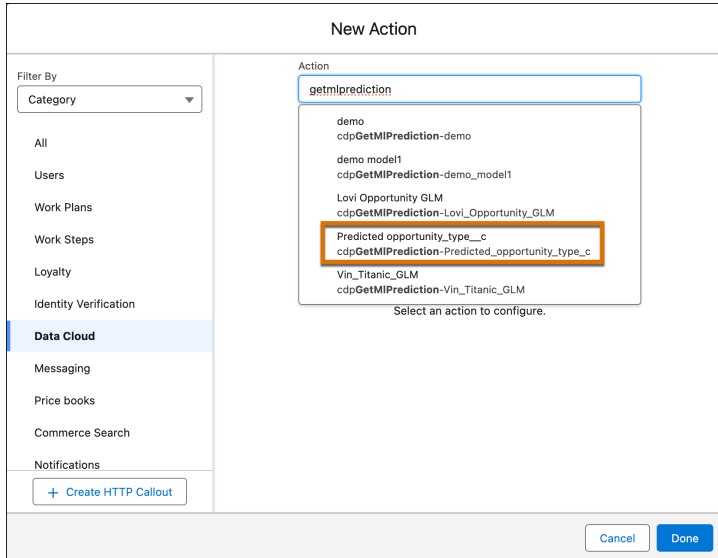 New Action
Filter By
Category
All
Users
Work Plans
Work Steps
Loyalty
Identity Verification
Data Cloud
Messaging
Price books
Commerce Search
Notifications
+ Create HTTP Callout
Action
getmlprediction
demo
cdpGetMlPrediction-demo
demo model1
cdpGetMlPrediction-demo_model1
Lovi Opportunity GLM
cdpGetMlPrediction-Lovi_Opportunity_GLM
Predicted opportunity_type__c
cdpGetMlPrediction-Predicted_opportunity_type_c
Vin_Titanic_GLM
cdpGetMlPrediction-Vin_Titanic_GLM
Select an action to configure.
Cancel
Done